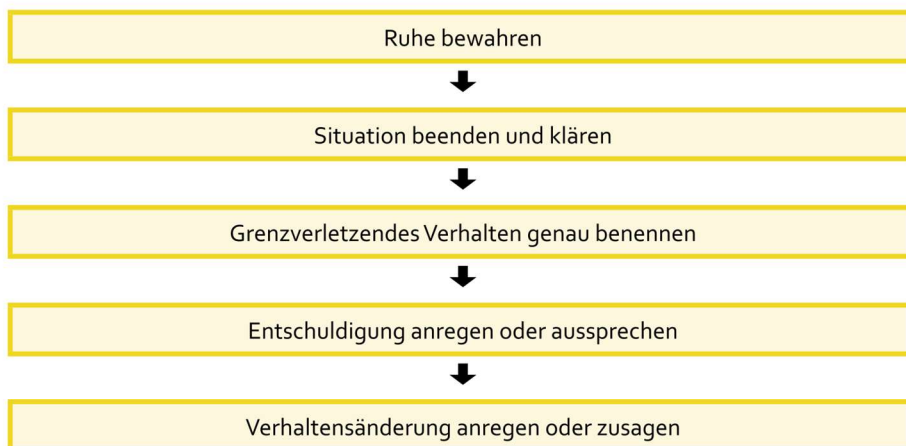 Ruhe bewahren
Situation beenden und klären
Grenzverletzendes Verhalten genau benennen
Entschuldigung anregen oder aussprechen
Verhaltensänderung anregen oder zusagen